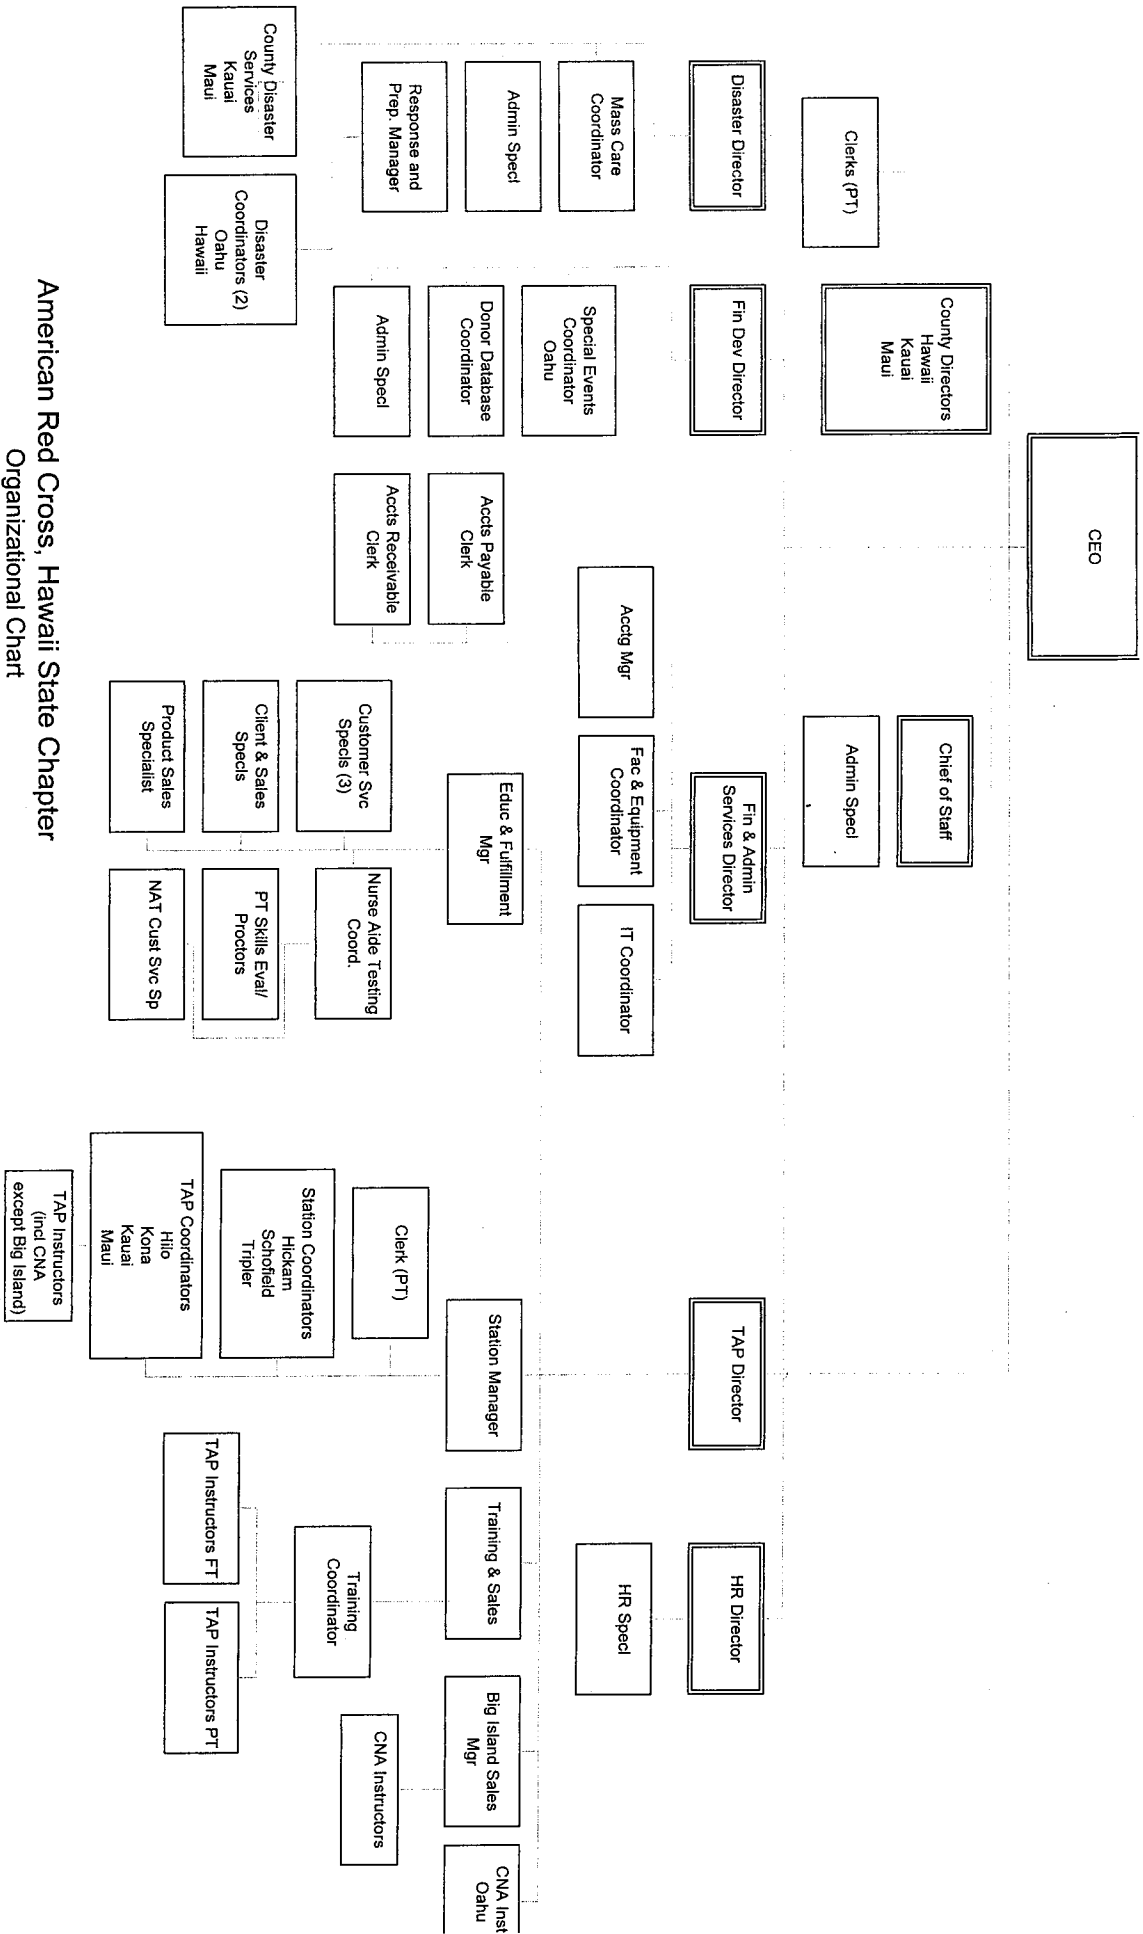 CEO
Chief of Staff
Admin Specl
County Directors
Hawaii
Kauai
Maui
Clerks (PT)
Disaster Director
Fin Dev Director
Fin & Admin
Services Director
TAP Director
HR Director
Mass Care
Coordinator
Admin Specl
Response and
Prep. Manager
County Disaster
Services
Kauai
Maui
Disaster
Coordinators (2)
Oahu
Hawaii
Special Events
Coordinator
Oahu
Donor Database
Coordinator
Admin Specl
Acctg Mgr
Fac & Equipment
Coordinator
IT Coordinator
Accts Payable
Clerk
Accts Receivable
Clerk
HR Specl
Educ & Fulfillment
Mgr
Station Manager
Training & Sales
Big Island Sales
Mgr
CNA Inst
Oahu
Customer Svc
Specls (3)
Client & Sales
Specls
Product Sales
Specialist
Nurse Aide Testing
Coord.
PT Skills Eval/
Proctors
NAT Cust Svc Sp
Clerk (PT)
Station Coordinators
Hickam
Schofield
Tripler
TAP Coordinators
Hilo
Kona
Kauai
Maui
TAP Instructors
(incl CNA
except Big Island)
Training
Coordinator
TAP Instructors FT
TAP Instructors PT
CNA Instructors
American Red Cross, Hawaii State Chapter
Organizational Chart